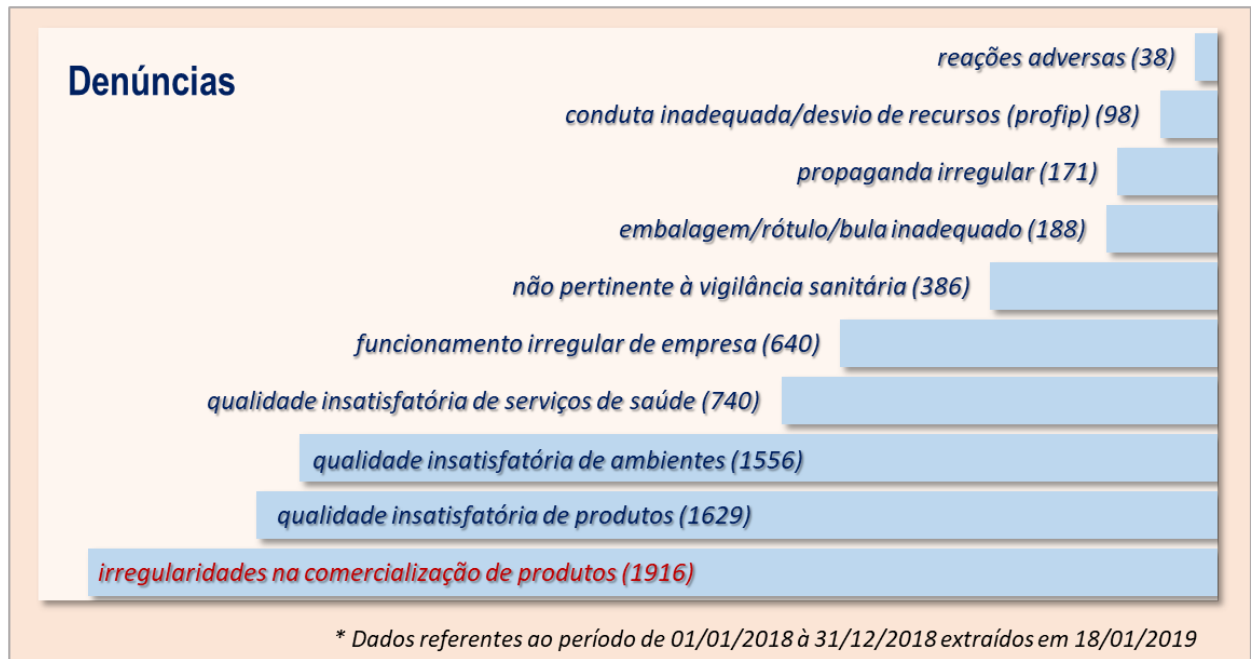 Denúncias
reações adversas (38)
conduta inadequada/desvio de recursos (profip) (98)
propaganda irregular (171)
embalagem/rótulo/bula inadequado (188)
não pertinente à vigilância sanitária (386)
funcionamento irregular de empresa (640)
qualidade insatisfatória de serviços de saúde (740)
qualidade insatisfatória de ambientes (1556)
qualidade insatisfatória de produtos (1629)
irregularidades na comercialização de produtos (1916)
* Dados referentes ao período de 01/01/2018 à 31/12/2018 extraídos em 18/01/2019